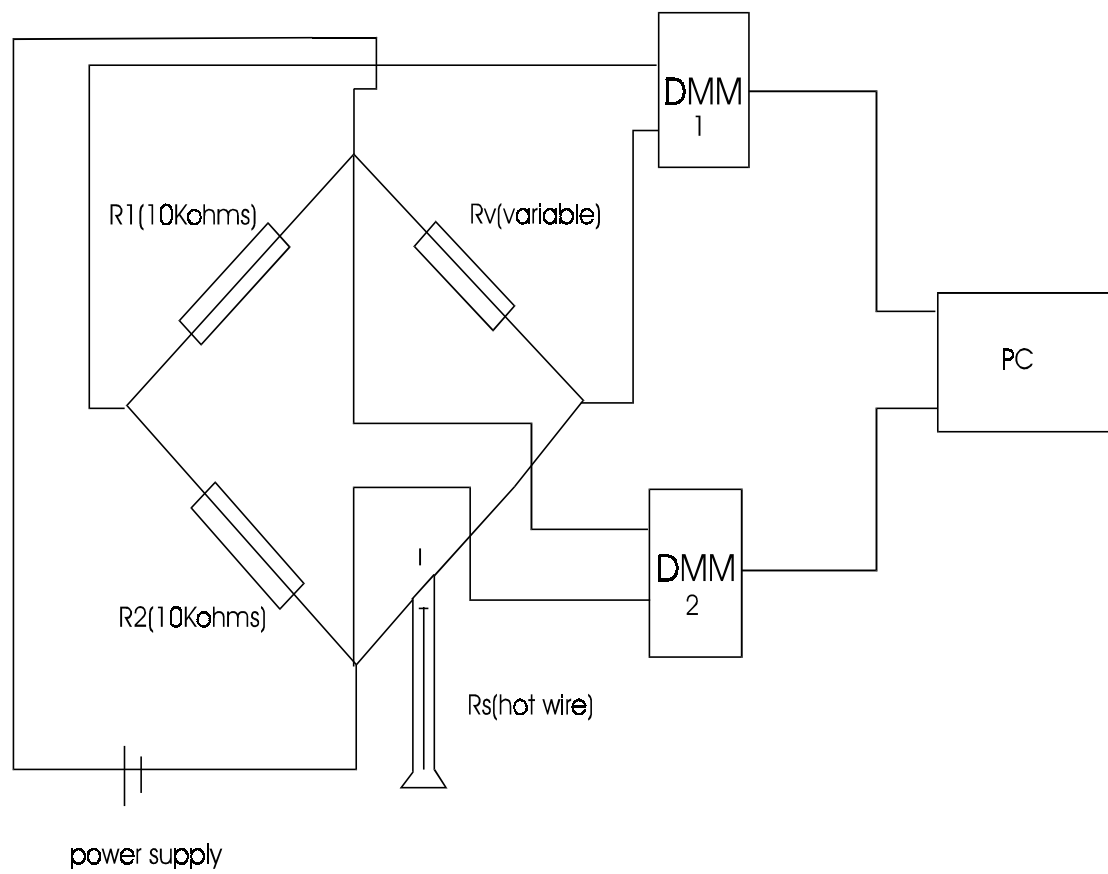 DMM
1
R1(10Kohms)
Rv(variable)
PC
I
DMM
2
R2(10Kohms)
Rs(hot wire)
power supply